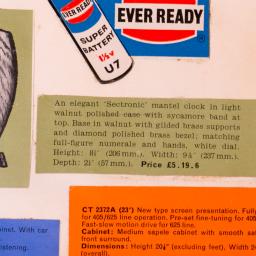 EVER READY
EVER READY
SUPER
BATTERY
1½v
U7
An elegant 'Sectronic' mantel clock in light
walnut polished case with sycamore band at
top. Base in walnut with gilded brass supports
and diamond polished brass bezel; matching
full-figure numerals and hands, white dial.
Height: 8⅛" (206 mm.). Width: 9⅜" (237 mm.).
Depth: 2¼" (57 mm.). Price £5.19.6
CT 2372A (23") New type screen presentation. Fully
for 405/625 line operation. Pre-set fine-tuning for 405
Fast-slow motion drive for 625 line.
Cabinet: Medium sapele cabinet with smooth sat
front surround.
Dimensions: Height 20¼" (excluding feet), Width 2
(overall).
binet. With car
istening.